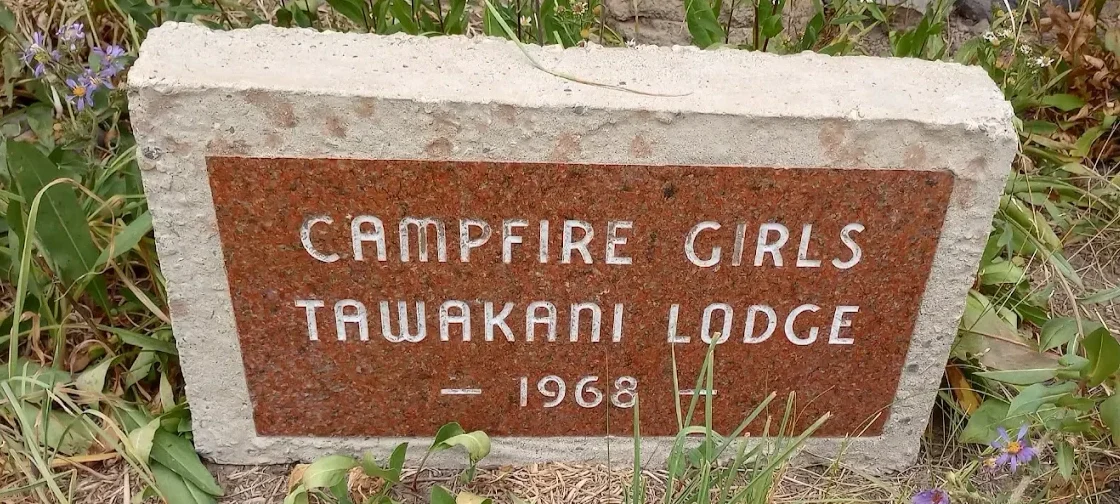 CAMPFIRE GIRLS
TAWAKANI LODGE
— 1968 —